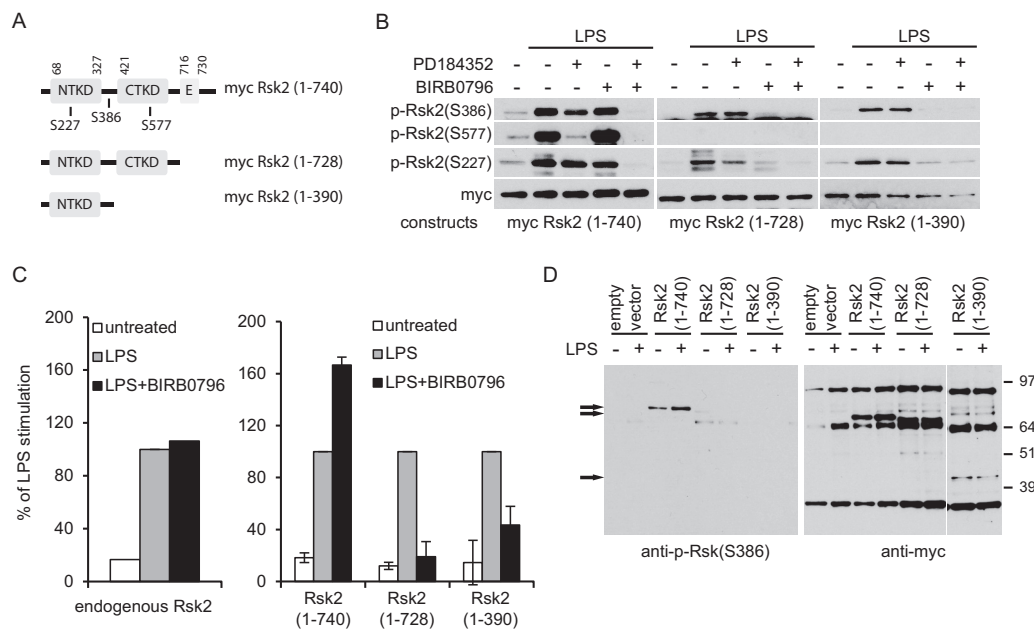 A
68
327
421
716
730
NTKD
CTKD
E
myc Rsk2 (1-740)
S227
S386
S577
NTKD
CTKD
myc Rsk2 (1-728)
NTKD
myc Rsk2 (1-390)
B
LPS
LPS
LPS
PD184352
- - + - +
- - + - +
- - + - +
BIRB0796
- - - + +
- - - + +
- - - + +
p-Rsk2(S386)
p-Rsk2(S577)
p-Rsk2(S227)
myc
constructs
myc Rsk2 (1-740)
myc Rsk2 (1-728)
myc Rsk2 (1-390)
C
% of LPS stimulation
200
160
120
80
40
0
untreated
LPS
LPS+BIRB0796
endogenous Rsk2
200
160
120
80
40
0
untreated
LPS
LPS+BIRB0796
Rsk2
(1-740)
Rsk2
(1-728)
Rsk2
(1-390)
D
empty
vector
Rsk2
(1-740)
Rsk2
(1-728)
Rsk2
(1-390)
empty
vector
Rsk2
(1-740)
Rsk2
(1-728)
Rsk2
(1-390)
LPS
- + - + - + - +
- + - + - + - +
97
64
51
39
anti-p-Rsk(S386)
anti-myc